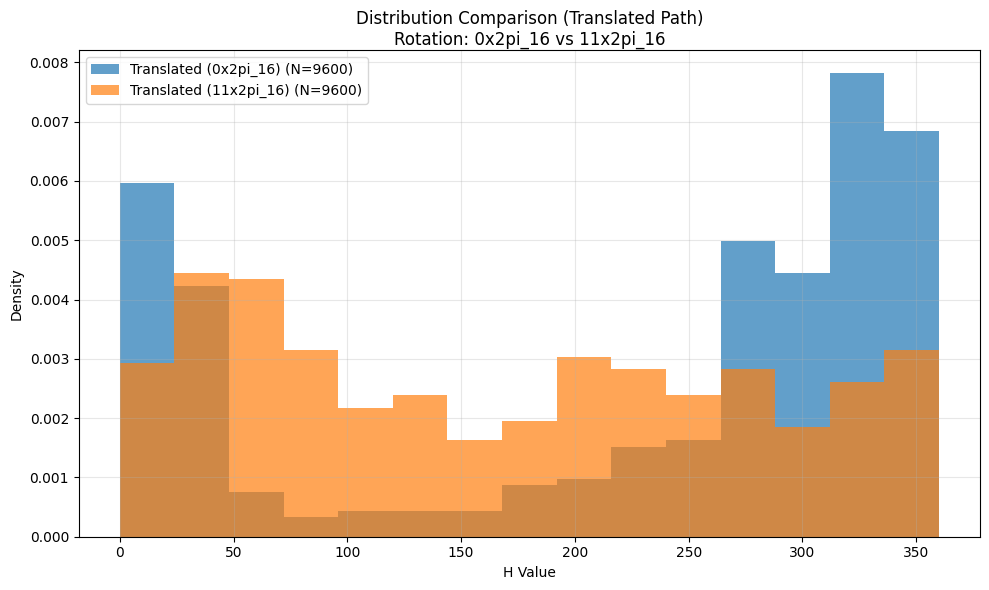 Distribution Comparison (Translated Path)
Rotation: 0x2pi_16 vs 11x2pi_16
Translated (0x2pi_16) (N=9600)
Translated (11x2pi_16) (N=9600)
Density
0.008
0.007
0.006
0.005
0.004
0.003
0.002
0.001
0.000
0 50 100 150 200 250 300 350
H Value